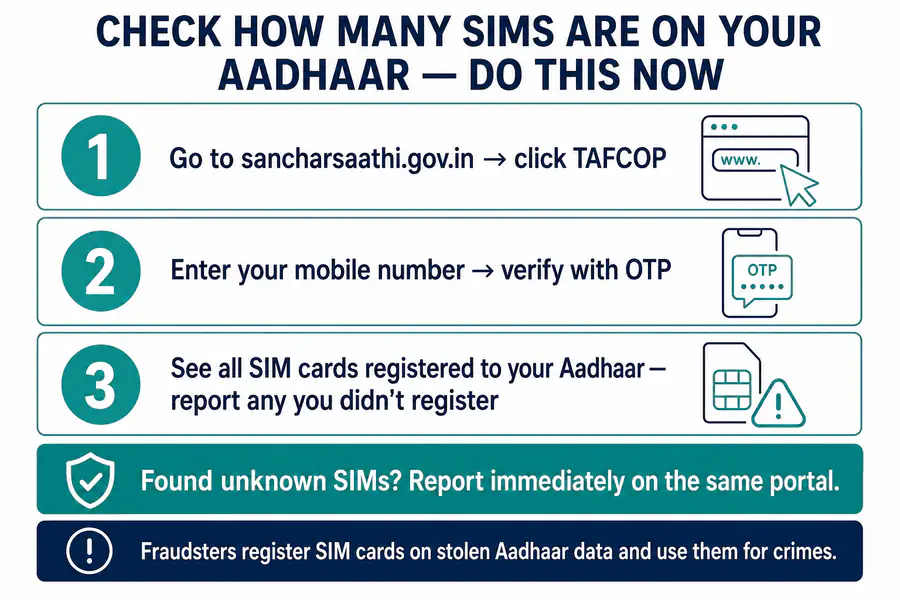 CHECK HOW MANY SIMS ARE ON YOUR
AADHAAR — DO THIS NOW
1
Go to sancharsaathi.gov.in → click TAFCOP
www.
2
Enter your mobile number → verify with OTP
OTP
3
See all SIM cards registered to your Aadhaar —
report any you didn't register
Found unknown SIMs? Report immediately on the same portal.
Fraudsters register SIM cards on stolen Aadhaar data and use them for crimes.